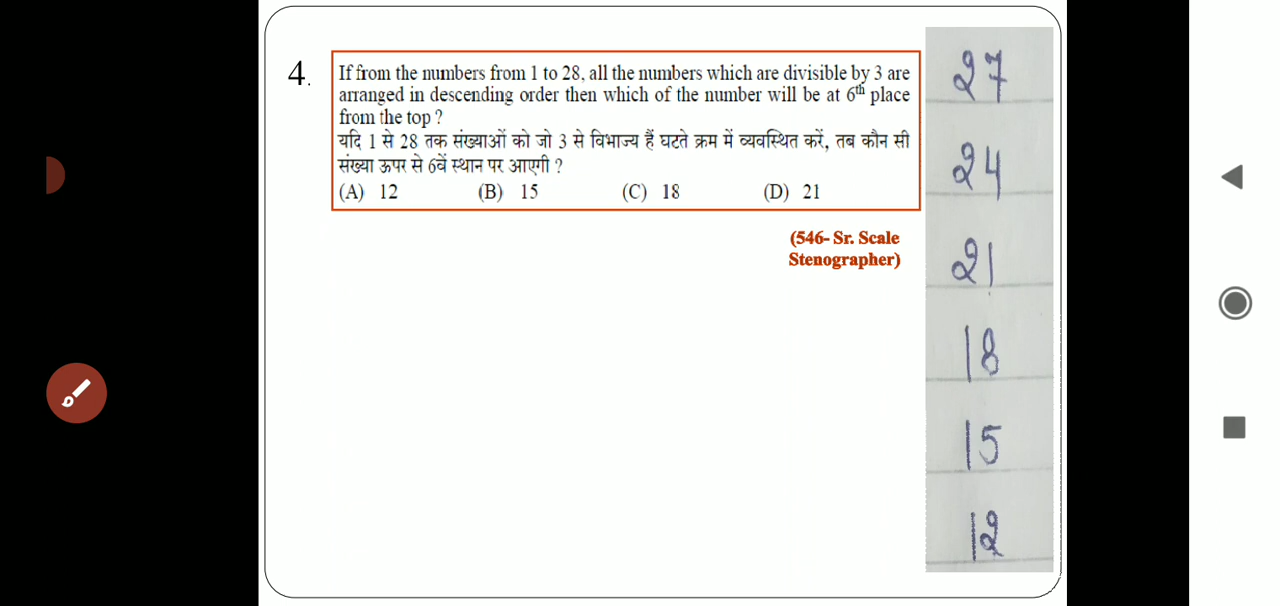 4.
If from the numbers from 1 to 28, all the numbers which are divisible by 3 are
arranged in descending order then which of the number will be at 6th place
from the top ?
यदि 1 से 28 तक संख्याओं को जो 3 से विभाज्य हैं घटते क्रम में व्यवस्थित करें, तब कौन सी
संख्या ऊपर से 6वें स्थान पर आएगी ?
(A) 12 (B) 15 (C) 18 (D) 21
(546- Sr. Scale
Stenographer)
27
24
21
18
15
12